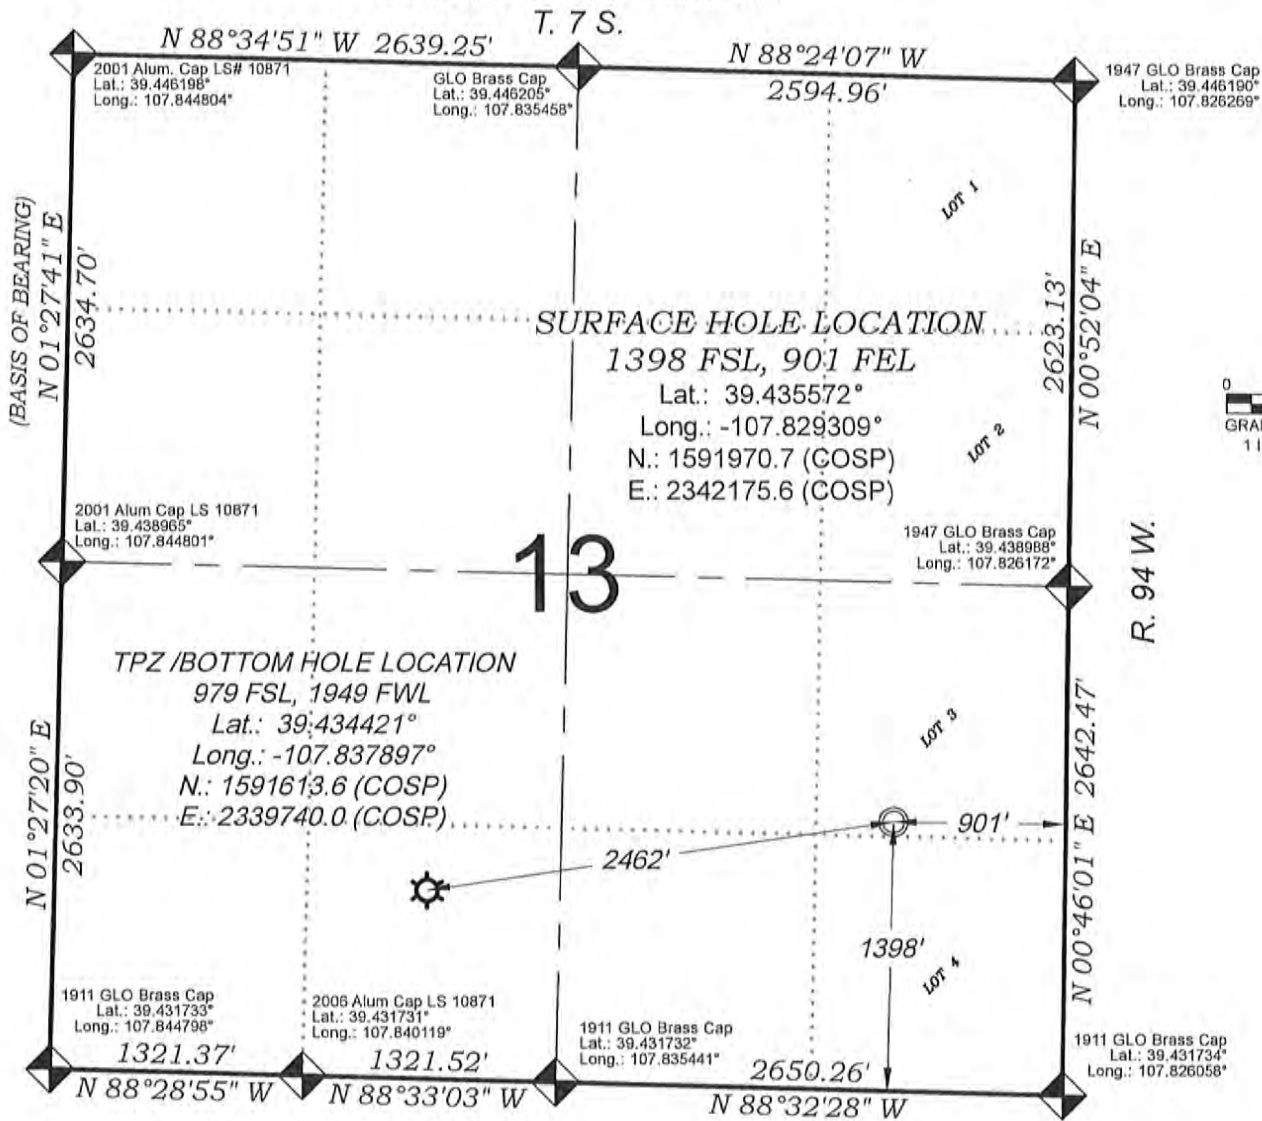 T. 7 S.
N 88°34'51" W 2639.25'
N 88°24'07" W
2594.96'
2001 Alum. Cap LS# 10871
Lat.: 39.446198°
Long.: 107.844804°
GLO Brass Cap
Lat.: 39.446205°
Long.: 107.835458°
1947 GLO Brass Cap
Lat.: 39.446190°
Long.: 107.826269°
LOT 1
(BASIS OF BEARING)
N 01°27'41" E
2634.70'
SURFACE HOLE LOCATION
1398 FSL, 901 FEL
Lat.: 39.435572°
Long.: -107.829309°
N.: 1591970.7 (COSP)
E.: 2342175.6 (COSP)
2623.13'
N 00°52'04" E
LOT 2
0
GRA
1 I
2001 Alum Cap LS 10871
Lat.: 39.438965°
Long.: 107.844801°
13
1947 GLO Brass Cap
Lat.: 39.438988°
Long.: 107.826172°
R. 94 W.
TPZ /BOTTOM HOLE LOCATION
979 FSL, 1949 FWL
Lat.: 39.434421°
Long.: -107.837897°
N.: 1591613.6 (COSP)
E.: 2339740.0 (COSP)
LOT 3
N 01°27'20" E
2633.90'
2462'
901'
1398'
N 00°46'01" E 2642.47'
LOT 4
1911 GLO Brass Cap
Lat.: 39.431733°
Long.: 107.844798°
2006 Alum Cap LS 10871
Lat.: 39.431731°
Long.: 107.840119°
1911 GLO Brass Cap
Lat.: 39.431732°
Long.: 107.835441°
1911 GLO Brass Cap
Lat.: 39.431734°
Long.: 107.826058°
1321.37'
N 88°28'55" W
1321.52'
N 88°33'03" W
2650.26'
N 88°32'28" W